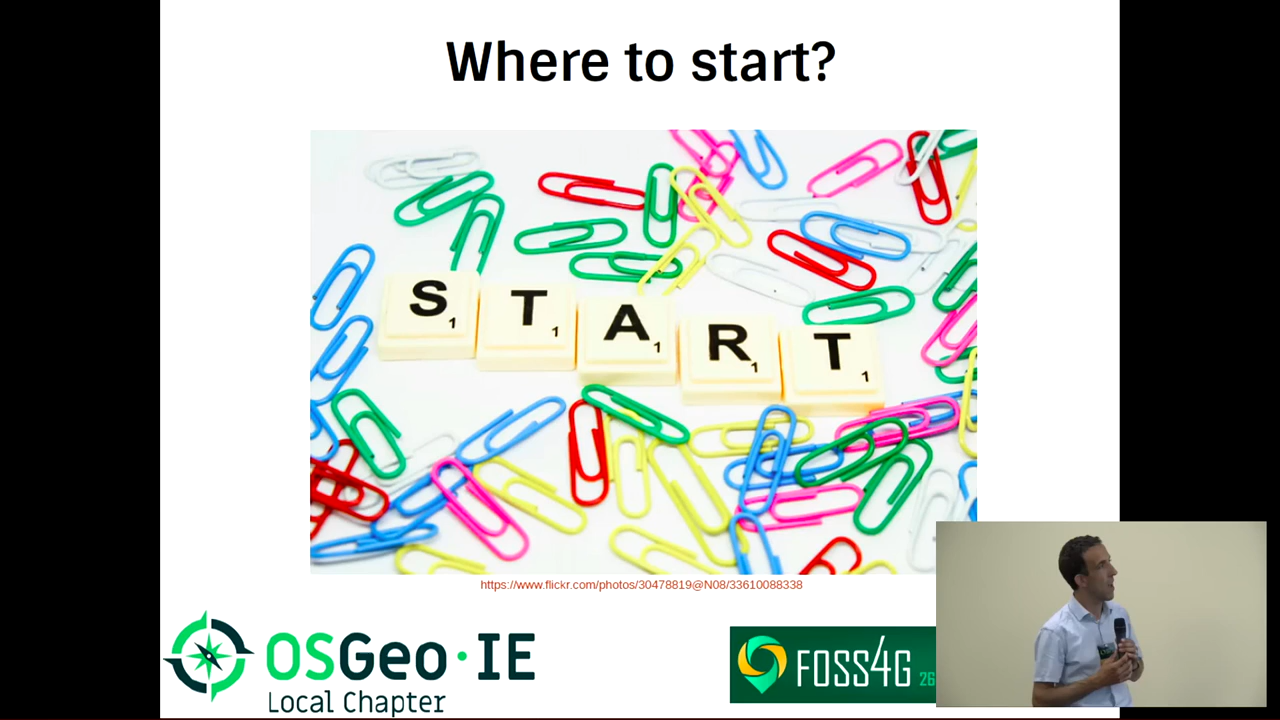 Where to start?
S1 T1 A1 R1 T1
https://www.flickr.com/photos/30478819@N08/33610088338
OSGeo·IE
Local Chapter
FOSS4G
26